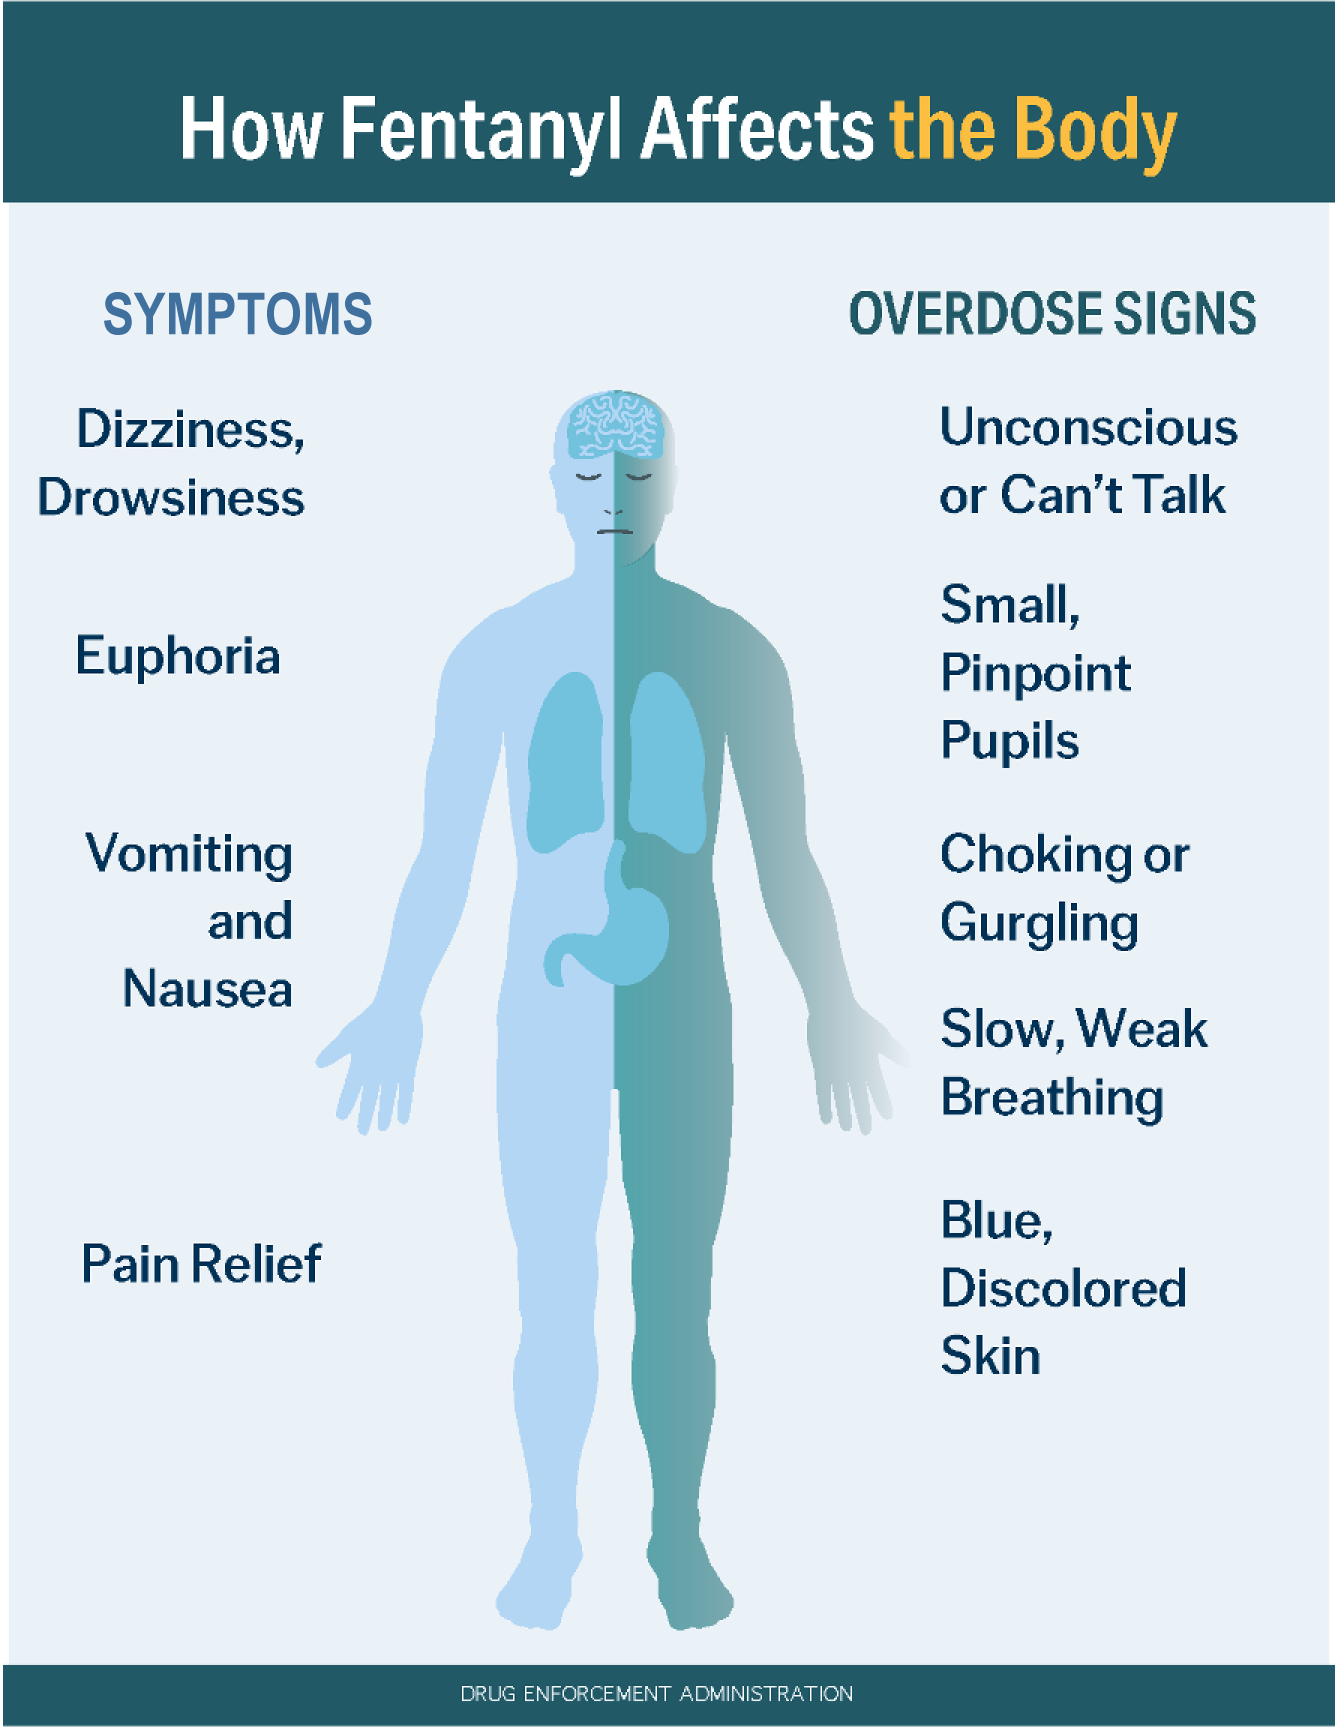 How Fentanyl Affects the Body
SYMPTOMS
Dizziness,
Drowsiness
Euphoria
Vomiting
and
Nausea
Pain Relief
OVERDOSE SIGNS
Unconscious
or Can't Talk
Small,
Pinpoint
Pupils
Choking or
Gurgling
Slow, Weak
Breathing
Blue,
Discolored
Skin
DRUG ENFORCEMENT ADMINISTRATION